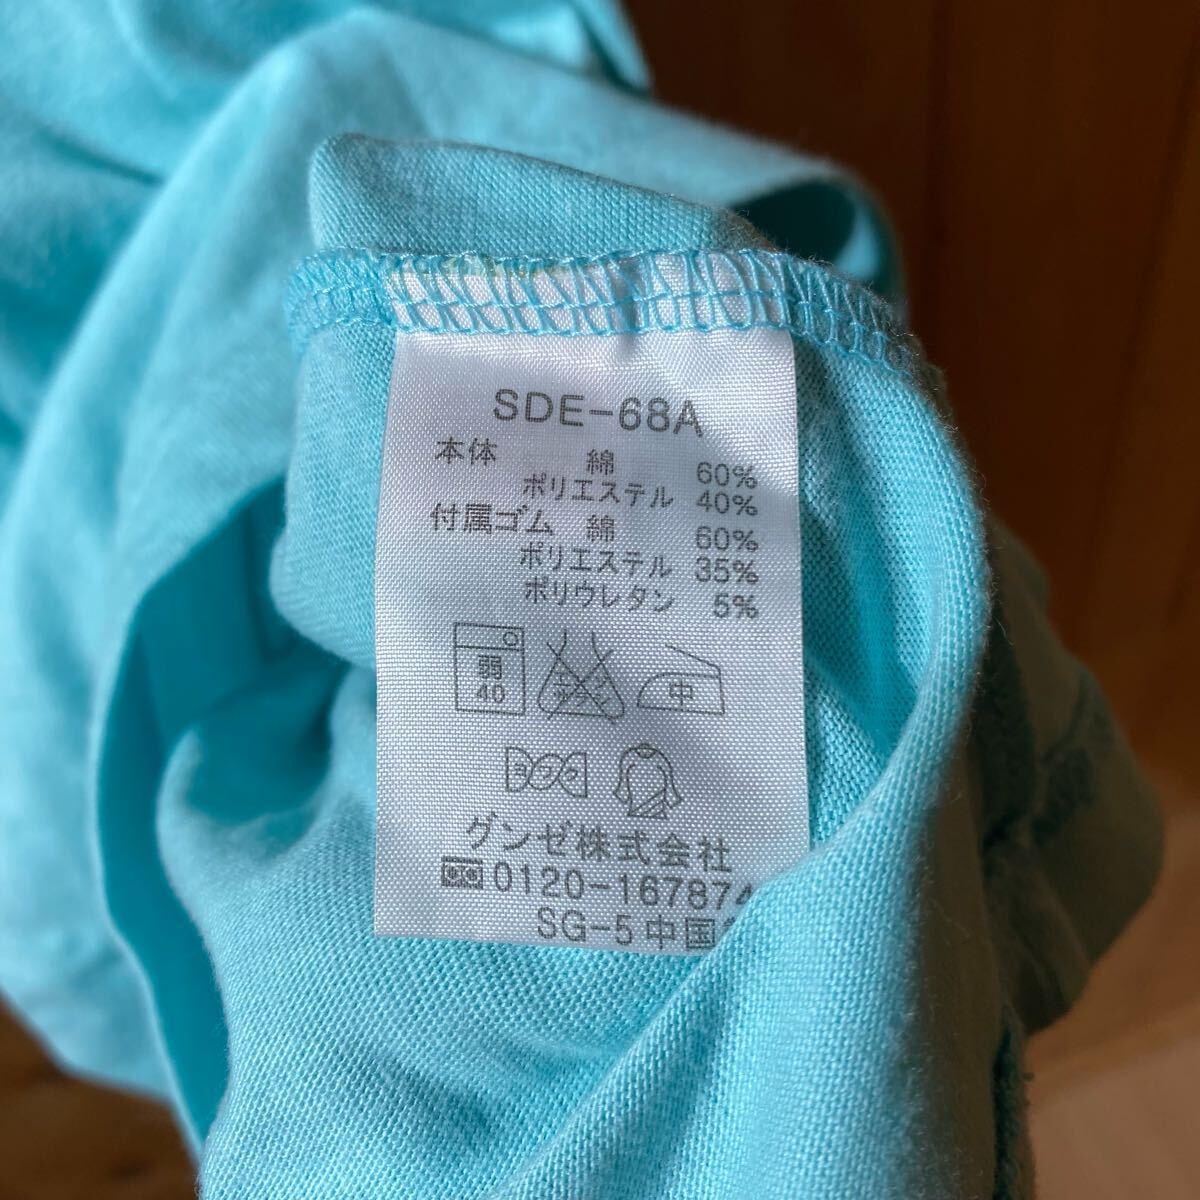 SDE-68A
本体 綿 60%
ポリエステル 40%
付属ゴム 綿 60%
ポリエステル 35%
ポリウレタン 5%
弱
40
中
グンゼ株式会社
0120-167874
SG-5 中国